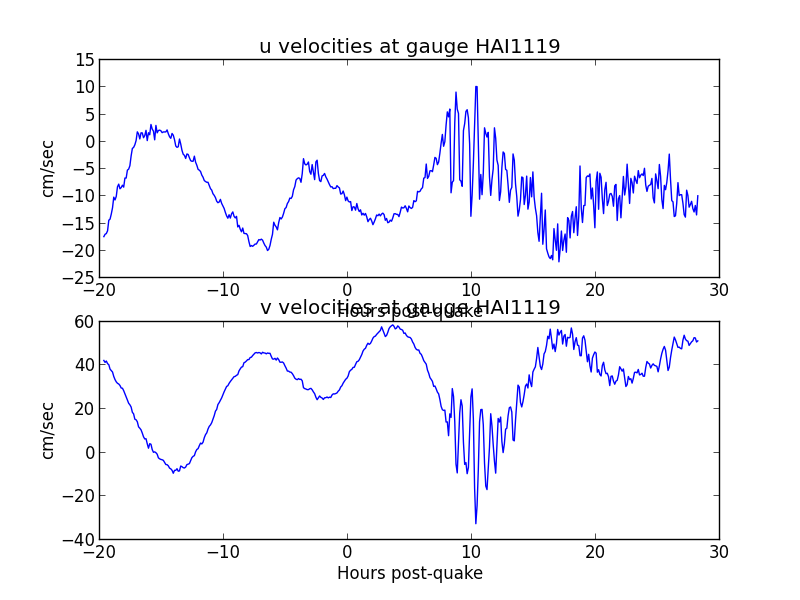 u velocities at gauge HAI1119
15
10
5
0
−5
−10
−15
−20
−25
cm/sec
−20 −10 0 10 20 30
Hours post-quake
v velocities at gauge HAI1119
60
40
20
0
−20
−40
cm/sec
−20 −10 0 10 20 30
Hours post-quake